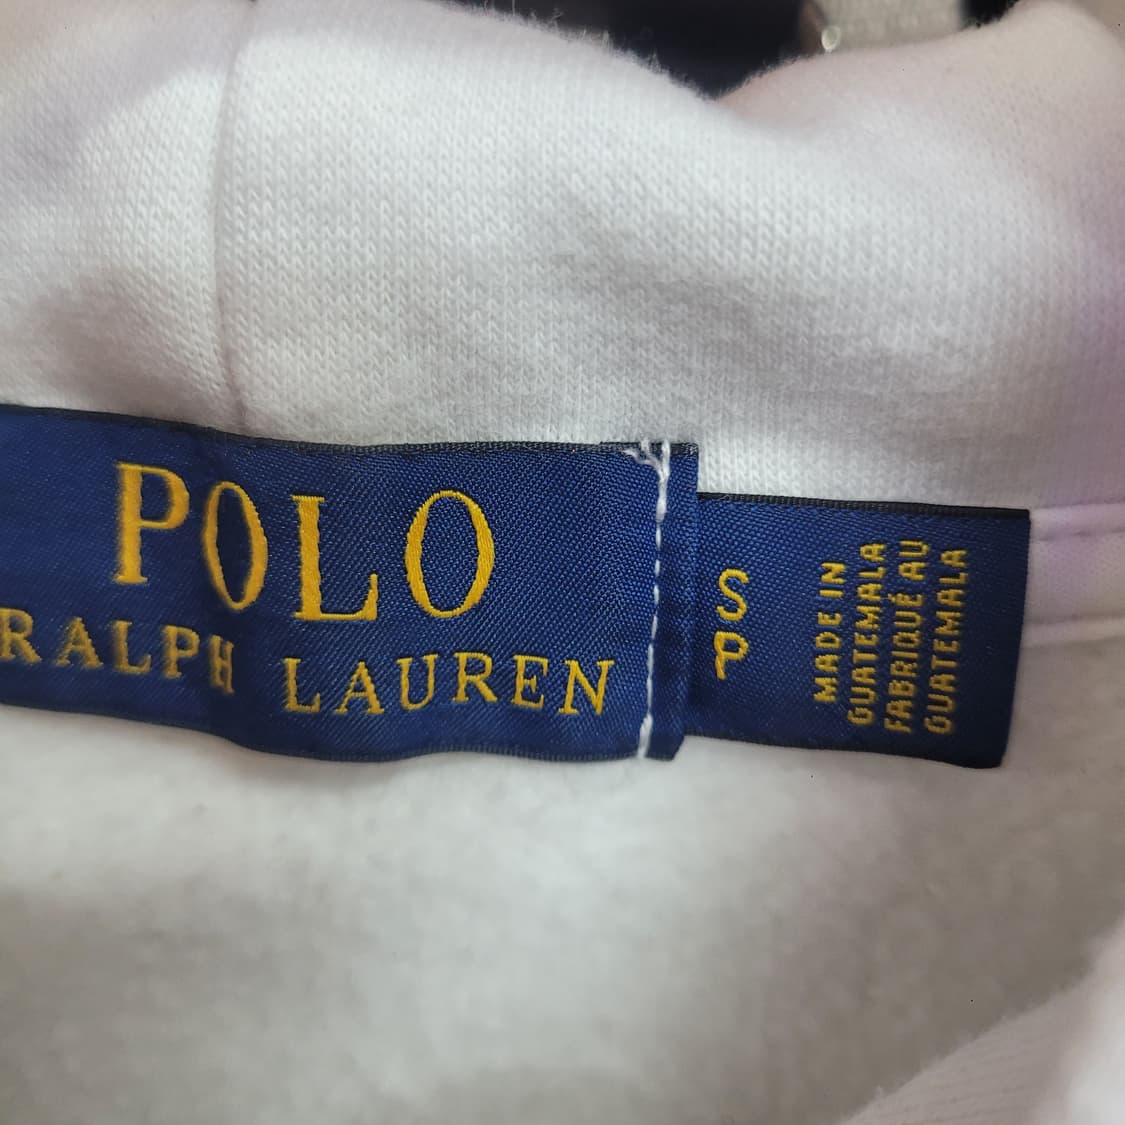 POLO
RALPH LAUREN
S
P
MADE IN
GUATEMALA
FABRIQUÉ AU
GUATEMALA